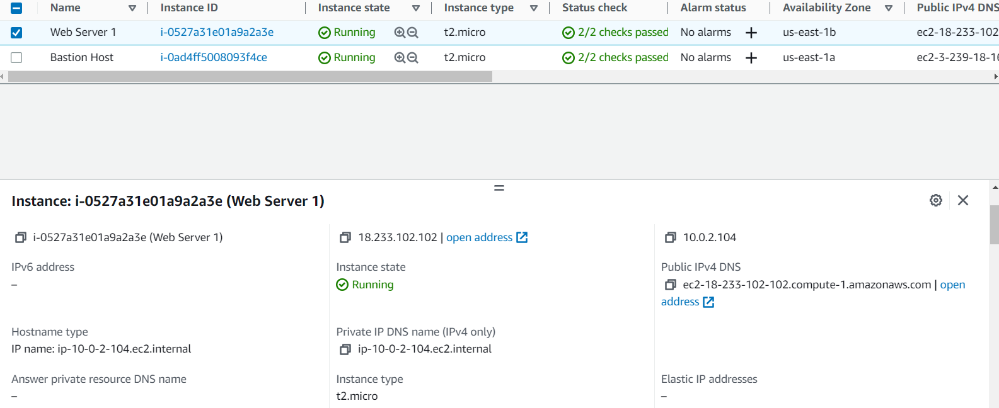 Name Instance ID Instance state Instance type Status check Alarm status Availability Zone Public IPv4 DNS
Web Server 1 i-0527a31e01a9a2a3e Running t2.micro 2/2 checks passed No alarms us-east-1b ec2-18-233-102
Bastion Host i-0ad4ff5008093f4ce Running t2.micro 2/2 checks passed No alarms us-east-1a ec2-3-239-18-16
Instance: i-0527a31e01a9a2a3e (Web Server 1)
i-0527a31e01a9a2a3e (Web Server 1)
18.233.102.102 | open address
10.0.2.104
IPv6 address
–
Instance state
Running
Public IPv4 DNS
ec2-18-233-102-102.compute-1.amazonaws.com | open
address
Hostname type
IP name: ip-10-0-2-104.ec2.internal
Private IP DNS name (IPv4 only)
ip-10-0-2-104.ec2.internal
Answer private resource DNS name
–
Instance type
t2.micro
Elastic IP addresses
–